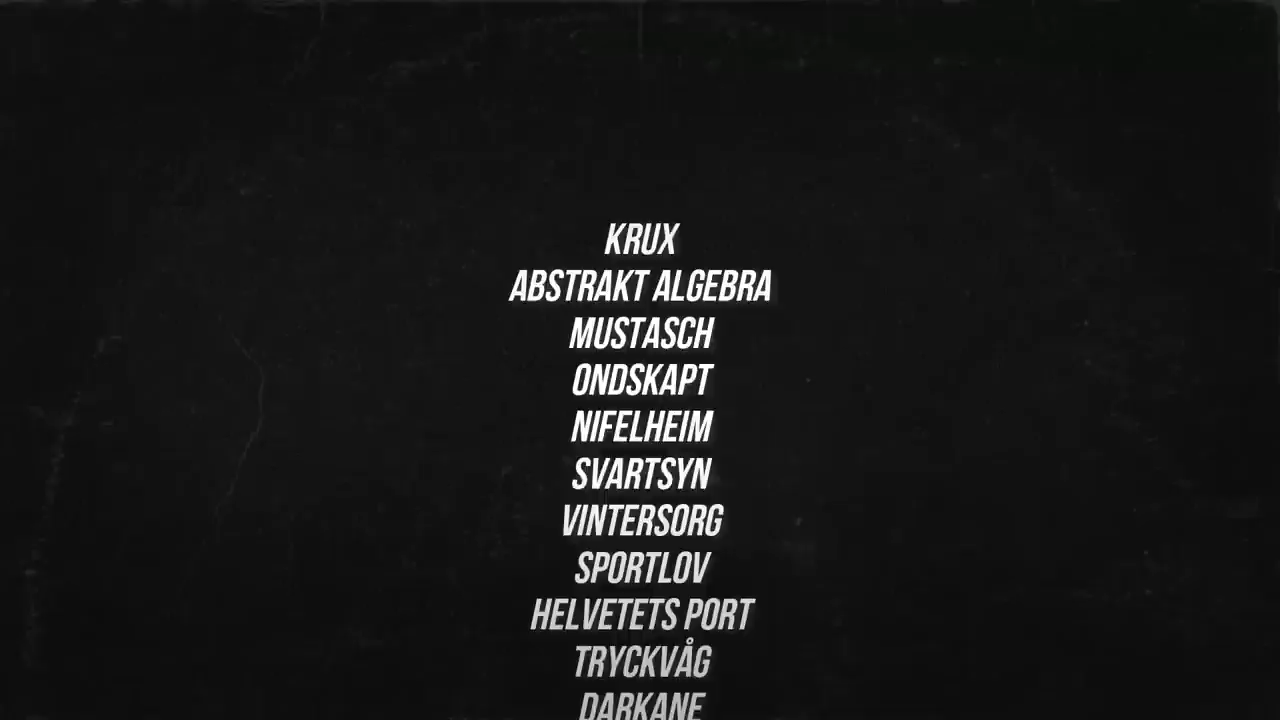 KRUX
ABSTRAKT ALGEBRA
MUSTASCH
ONDSKAPT
NIFELHEIM
SVARTSYN
VINTERSORG
SPORTLOV
HELVETETS PORT
TRYCKVÅG
DARKANE